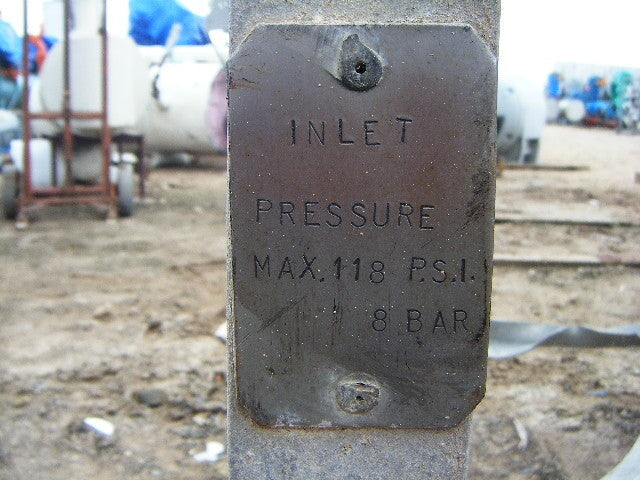 INLET
PRESSURE
MAX. 118 P.S.I.
8 BAR